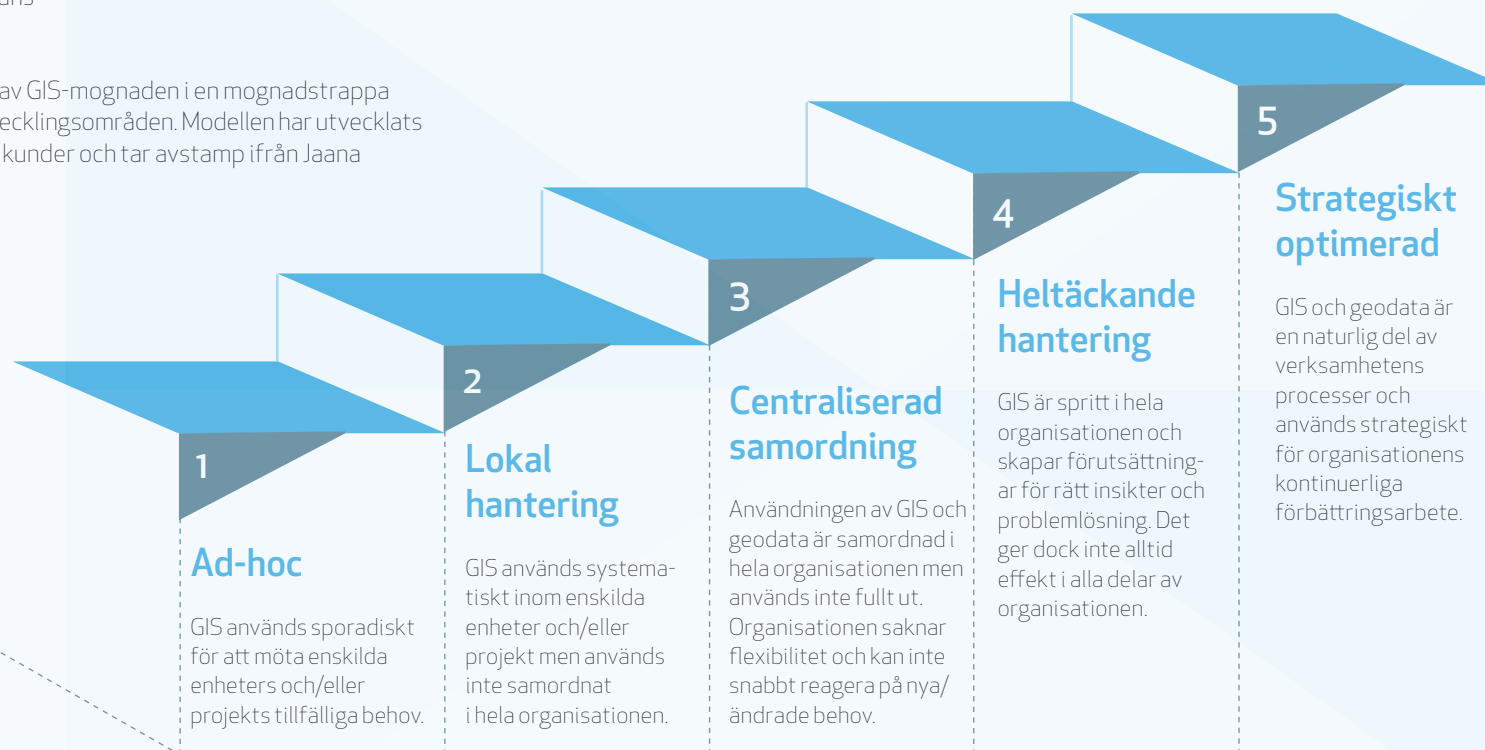 av GIS-mognaden i en mognadstrappa
ecklingsområden. Modellen har utvecklats
kunder och tar avstamp ifrån Jaana
1
Ad-hoc
GIS används sporadiskt
för att möta enskilda
enheters och/eller
projekts tillfälliga behov.
2
Lokal
hantering
GIS används systema-
tiskt inom enskilda
enheter och/eller
projekt men används
inte samordnat
i hela organisationen.
3
Centraliserad
samordning
Användningen av GIS och
geodata är samordnad i
hela organisationen men
används inte fullt ut.
Organisationen saknar
flexibilitet och kan inte
snabbt reagera på nya/
ändrade behov.
4
Heltäckande
hantering
GIS är spritt i hela
organisationen och
skapar förutsättning-
ar för rätt insikter och
problemlösning. Det
ger dock inte alltid
effekt i alla delar av
organisationen.
5
Strategiskt
optimerad
GIS och geodata är
en naturlig del av
verksamhetens
processer och
används strategiskt
för organisationens
kontinuerliga
förbättringsarbete.